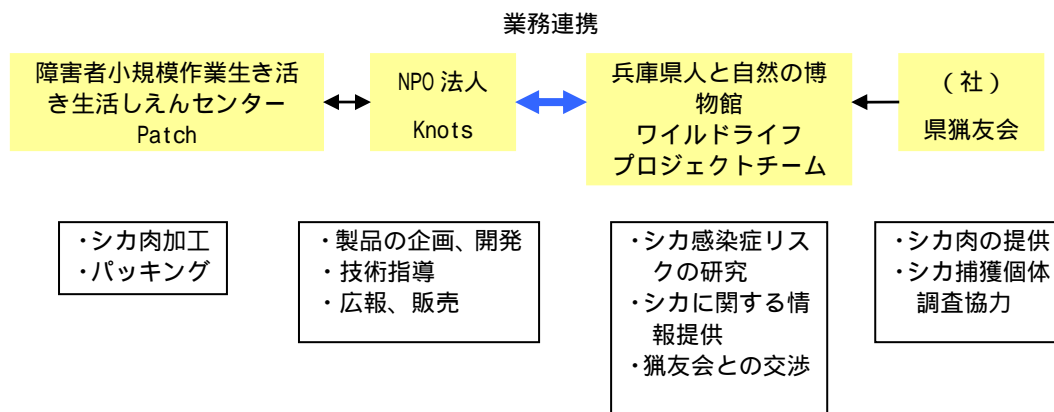 業務連携
障害者小規模作業生き活
き生活しえんセンター
Patch
NPO 法人
Knots
兵庫県人と自然の博
物館
ワイルドライフ
プロジェクトチーム
（社）
県猟友会
・シカ肉加工
・パッキング
・製品の企画、開発
・技術指導
・広報、販売
・シカ感染症リス
クの研究
・シカに関する情
報提供
・猟友会との交渉
・シカ肉の提供
・シカ捕獲個体
調査協力